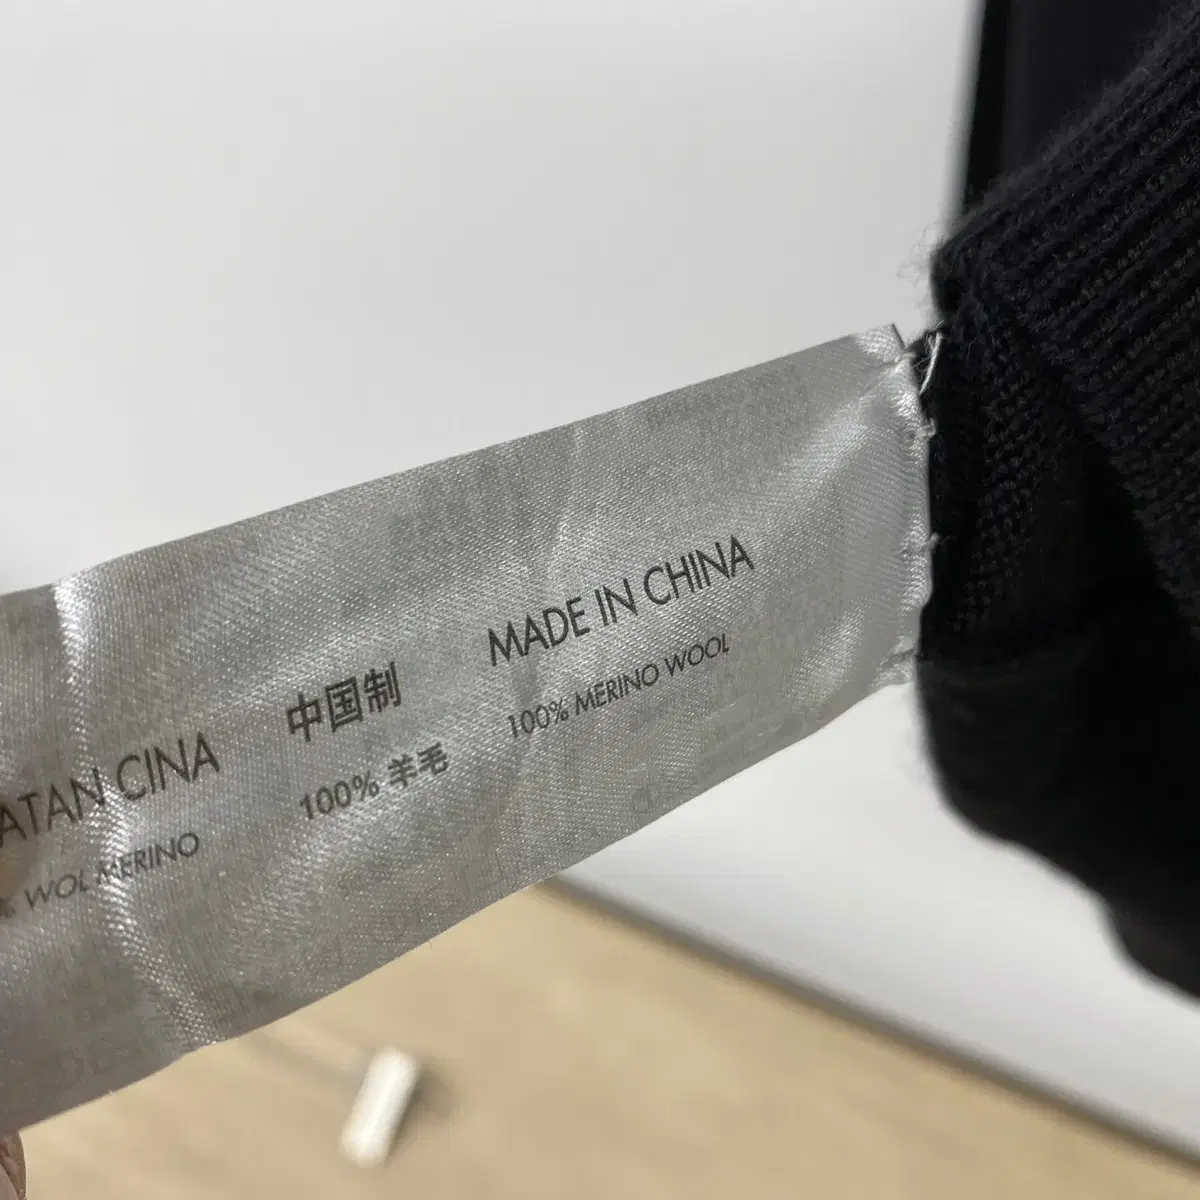 MADE IN CHINA
100% MERINO WOOL
中国制
100% 羊毛
ATAN CINA
% WOL MERINO